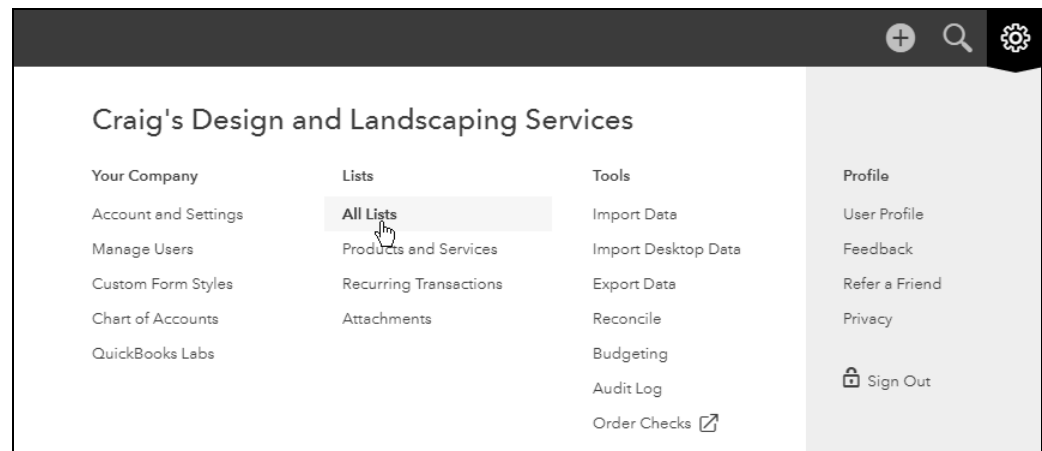 Craig's Design and Landscaping Services
Your Company
Account and Settings
Manage Users
Custom Form Styles
Chart of Accounts
QuickBooks Labs
Lists
All Lists
Products and Services
Recurring Transactions
Attachments
Tools
Import Data
Import Desktop Data
Export Data
Reconcile
Budgeting
Audit Log
Order Checks
Profile
User Profile
Feedback
Refer a Friend
Privacy
Sign Out